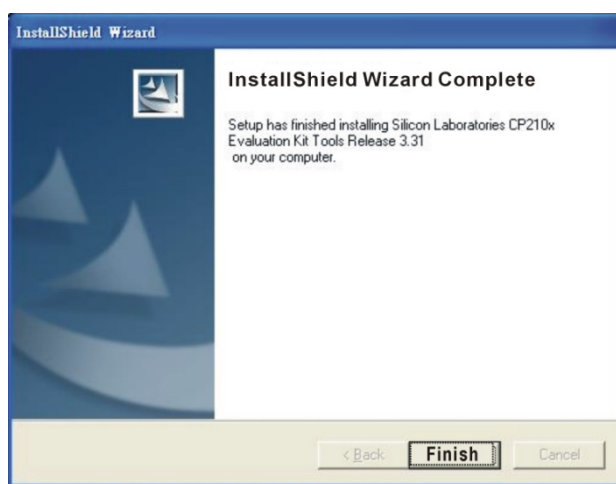 InstallShield Wizard
InstallShield Wizard Complete
Setup has finished installing Silicon Laboratories CP210x
Evaluation Kit Tools Release 3.31
on your computer.
< Back
Finish
Cancel